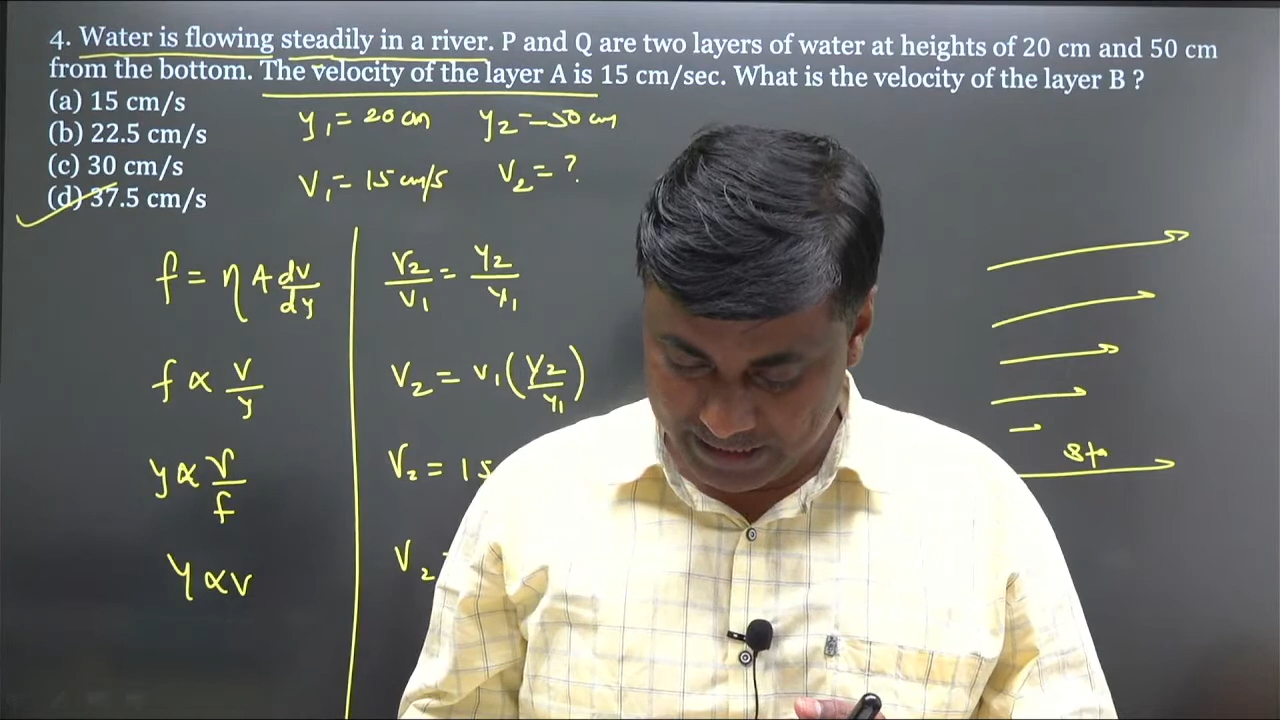 4. Water is flowing steadily in a river. P and Q are two layers of water at heights of 20 cm and 50 cm
from the bottom. The velocity of the layer A is 15 cm/sec. What is the velocity of the layer B ?
(a) 15 cm/s
(b) 22.5 cm/s
(c) 30 cm/s
(d) 37.5 cm/s
y₁ = 20 cm y₂ = 50 cm
V₁ = 15 cm/s V₂ = ?
f = η A dv/dy
f ∝ v/y
y ∝ v/f
y ∝ v
V₂/V₁ = y₂/y₁
V₂ = V₁ (y₂/y₁)
V₂ = 15
V₂